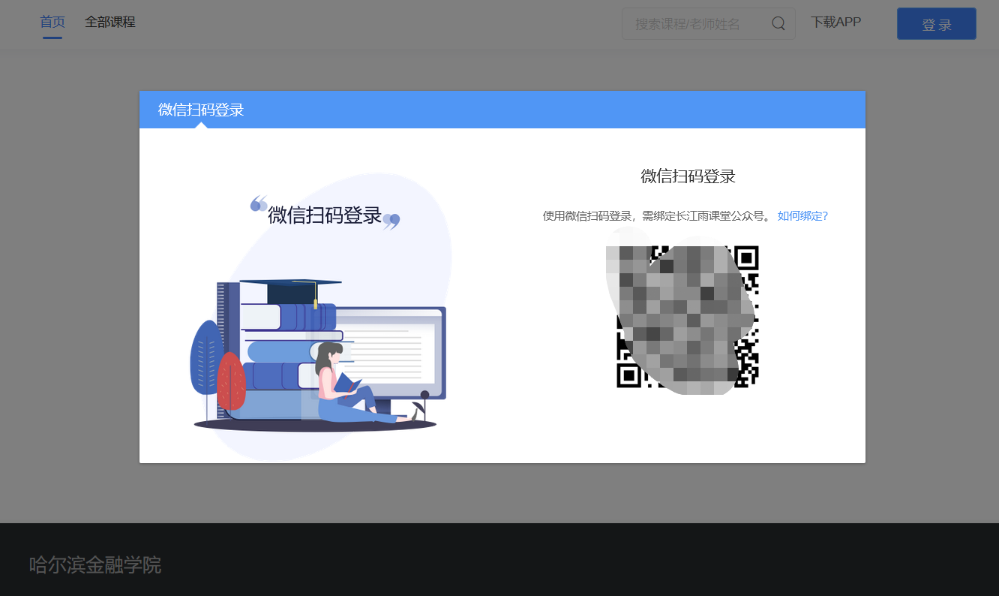 首页 全部课程 搜索课程/老师姓名 下载APP 登录
微信扫码登录
微信扫码登录
微信扫码登录
使用微信扫码登录，需绑定长江雨课堂公众号。 如何绑定?
哈尔滨金融学院